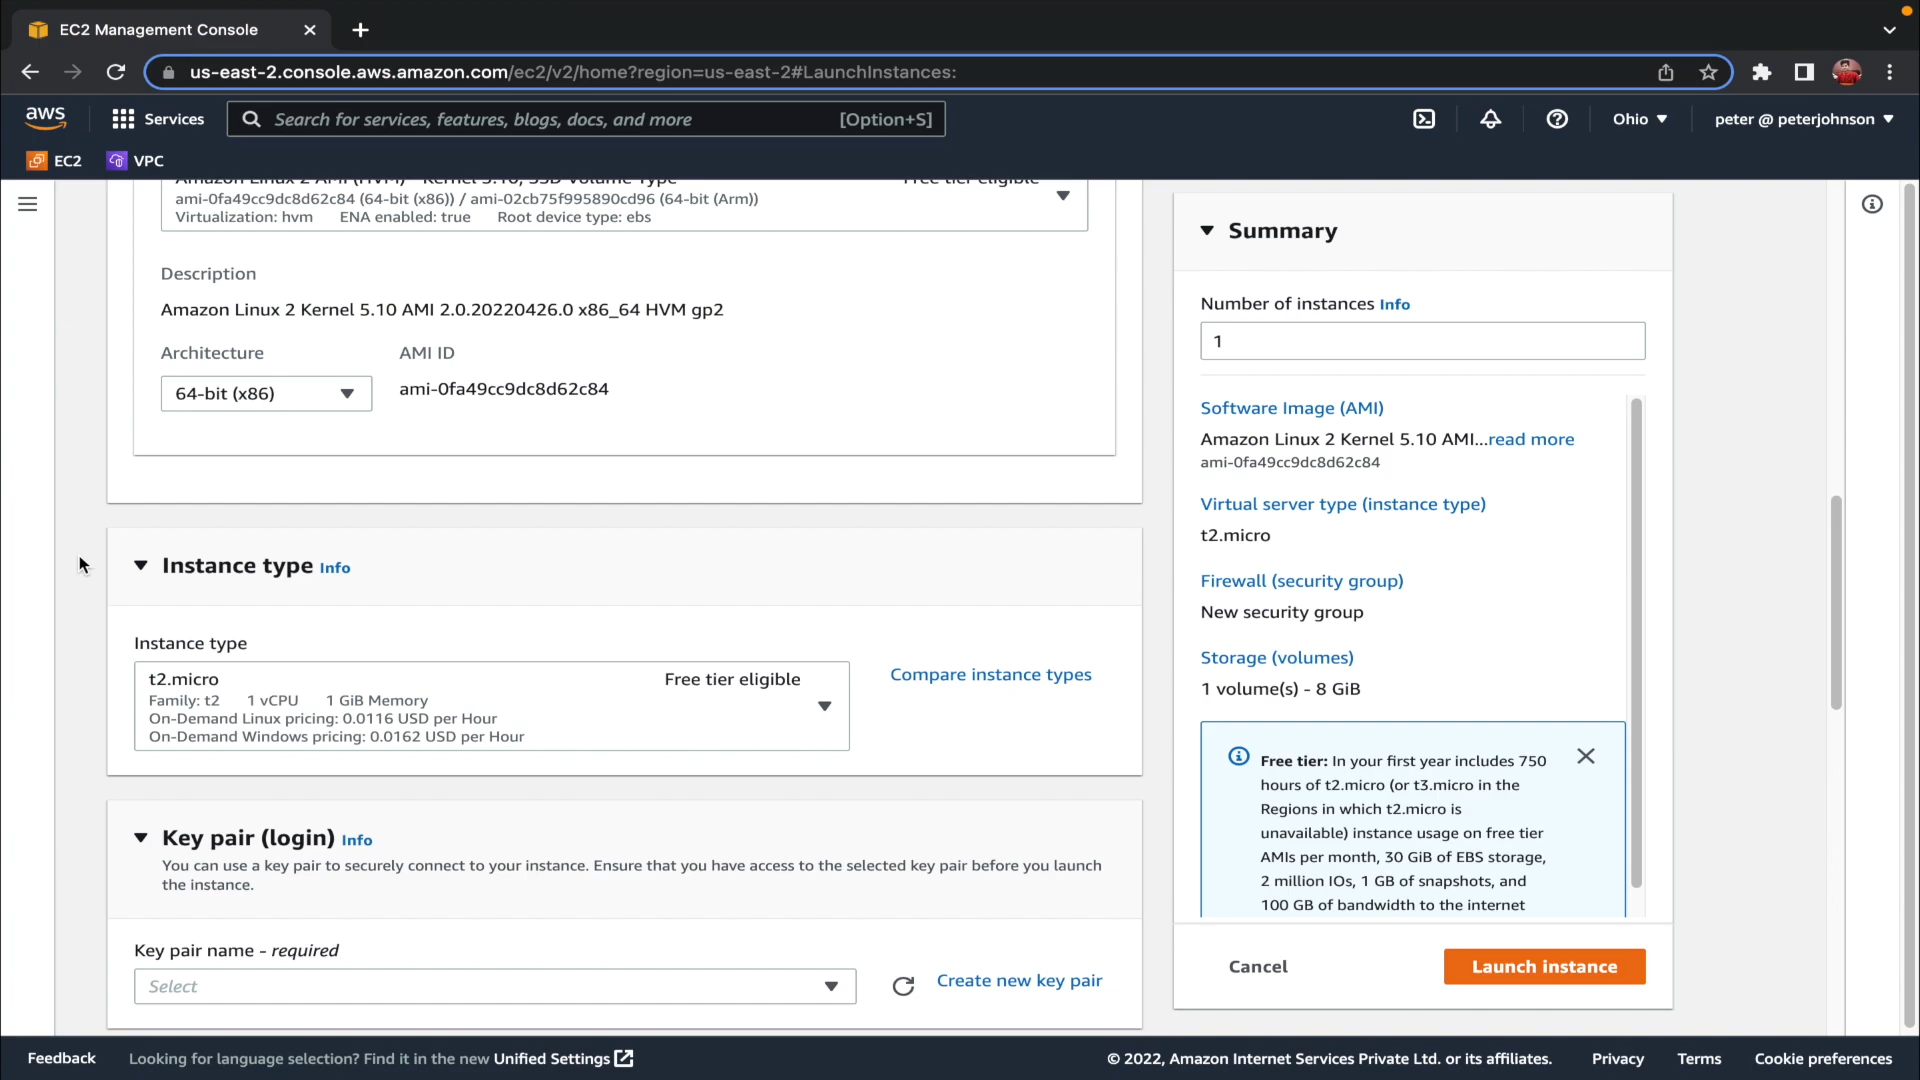 EC2 Management Console
us-east-2.console.aws.amazon.com/ec2/v2/home?region=us-east-2#LaunchInstances:
aws
Services
Search for services, features, blogs, docs, and more
[Option+S]
Ohio
peter @ peterjohnson
EC2
VPC
Amazon Linux 2 AMI (HVM) - Kernel 5.10, SSD Volume Type
Free tier eligible
ami-0fa49cc9dc8d62c84 (64-bit (x86)) / ami-02cb75f995890cd96 (64-bit (Arm))
Virtualization: hvm ENA enabled: true Root device type: ebs
Description
Amazon Linux 2 Kernel 5.10 AMI 2.0.20220426.0 x86_64 HVM gp2
Architecture
AMI ID
64-bit (x86)
ami-0fa49cc9dc8d62c84
Instance type Info
Instance type
t2.micro
Free tier eligible
Family: t2 1 vCPU 1 GiB Memory
On-Demand Linux pricing: 0.0116 USD per Hour
On-Demand Windows pricing: 0.0162 USD per Hour
Compare instance types
Key pair (login) Info
You can use a key pair to securely connect to your instance. Ensure that you have access to the selected key pair before you launch
the instance.
Key pair name - required
Select
Create new key pair
Summary
Number of instances Info
1
Software Image (AMI)
Amazon Linux 2 Kernel 5.10 AMI...read more
ami-0fa49cc9dc8d62c84
Virtual server type (instance type)
t2.micro
Firewall (security group)
New security group
Storage (volumes)
1 volume(s) - 8 GiB
Free tier: In your first year includes 750
hours of t2.micro (or t3.micro in the
Regions in which t2.micro is
unavailable) instance usage on free tier
AMIs per month, 30 GiB of EBS storage,
2 million IOs, 1 GB of snapshots, and
100 GB of bandwidth to the internet
Cancel
Launch instance
Feedback
Looking for language selection? Find it in the new Unified Settings
© 2022, Amazon Internet Services Private Ltd. or its affiliates.
Privacy
Terms
Cookie preferences